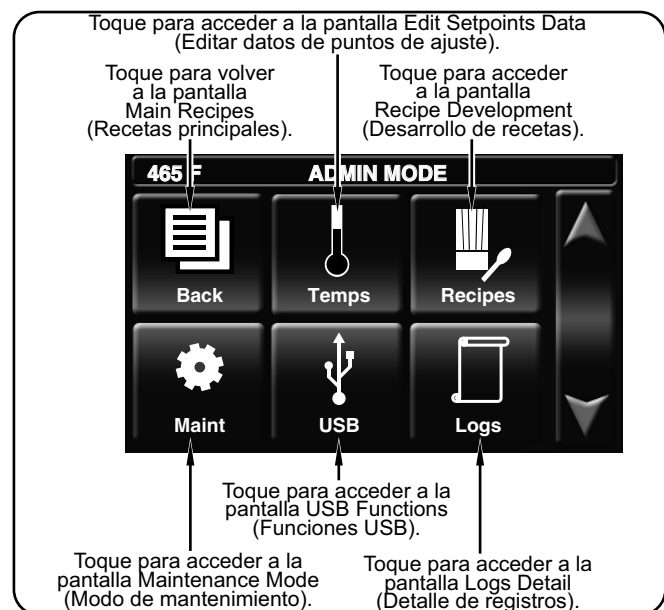 Toque para acceder a la pantalla Edit Setpoints Data
(Editar datos de puntos de ajuste).
Toque para volver
a la pantalla
Main Recipes
(Recetas principales).
Toque para acceder
a la pantalla
Recipe Development
(Desarrollo de recetas).
465 F ADMIN MODE
Back Temps Recipes
Maint USB Logs
Toque para acceder a la
pantalla USB Functions
(Funciones USB).
Toque para acceder a la
pantalla Maintenance Mode
(Modo de mantenimiento).
Toque para acceder a la
pantalla Logs Detail
(Detalle de registros).